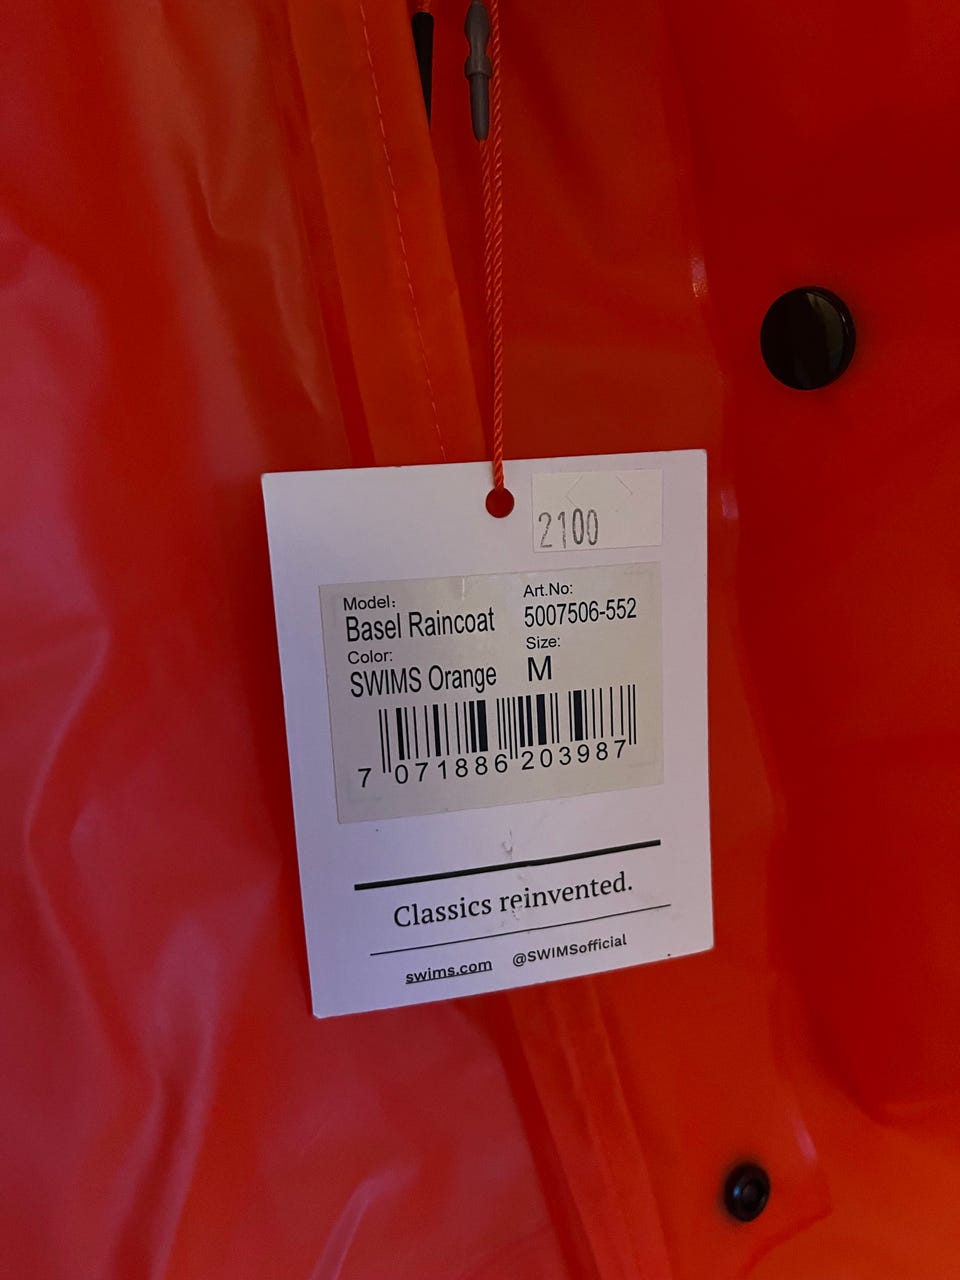 2100
Model:
Basel Raincoat
Art.No:
5007506-552
Color:
SWIMS Orange
Size:
M
7 071886 203987
Classics reinvented.
swims.com @SWIMSofficial